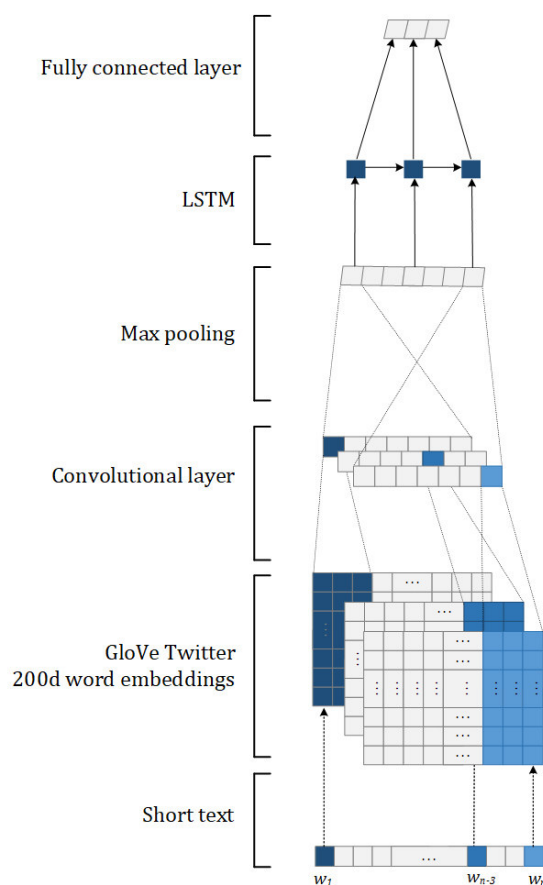 Fully connected layer
LSTM
Max pooling
Convolutional layer
GloVe Twitter
200d word embeddings
Short text
w1 wn-3